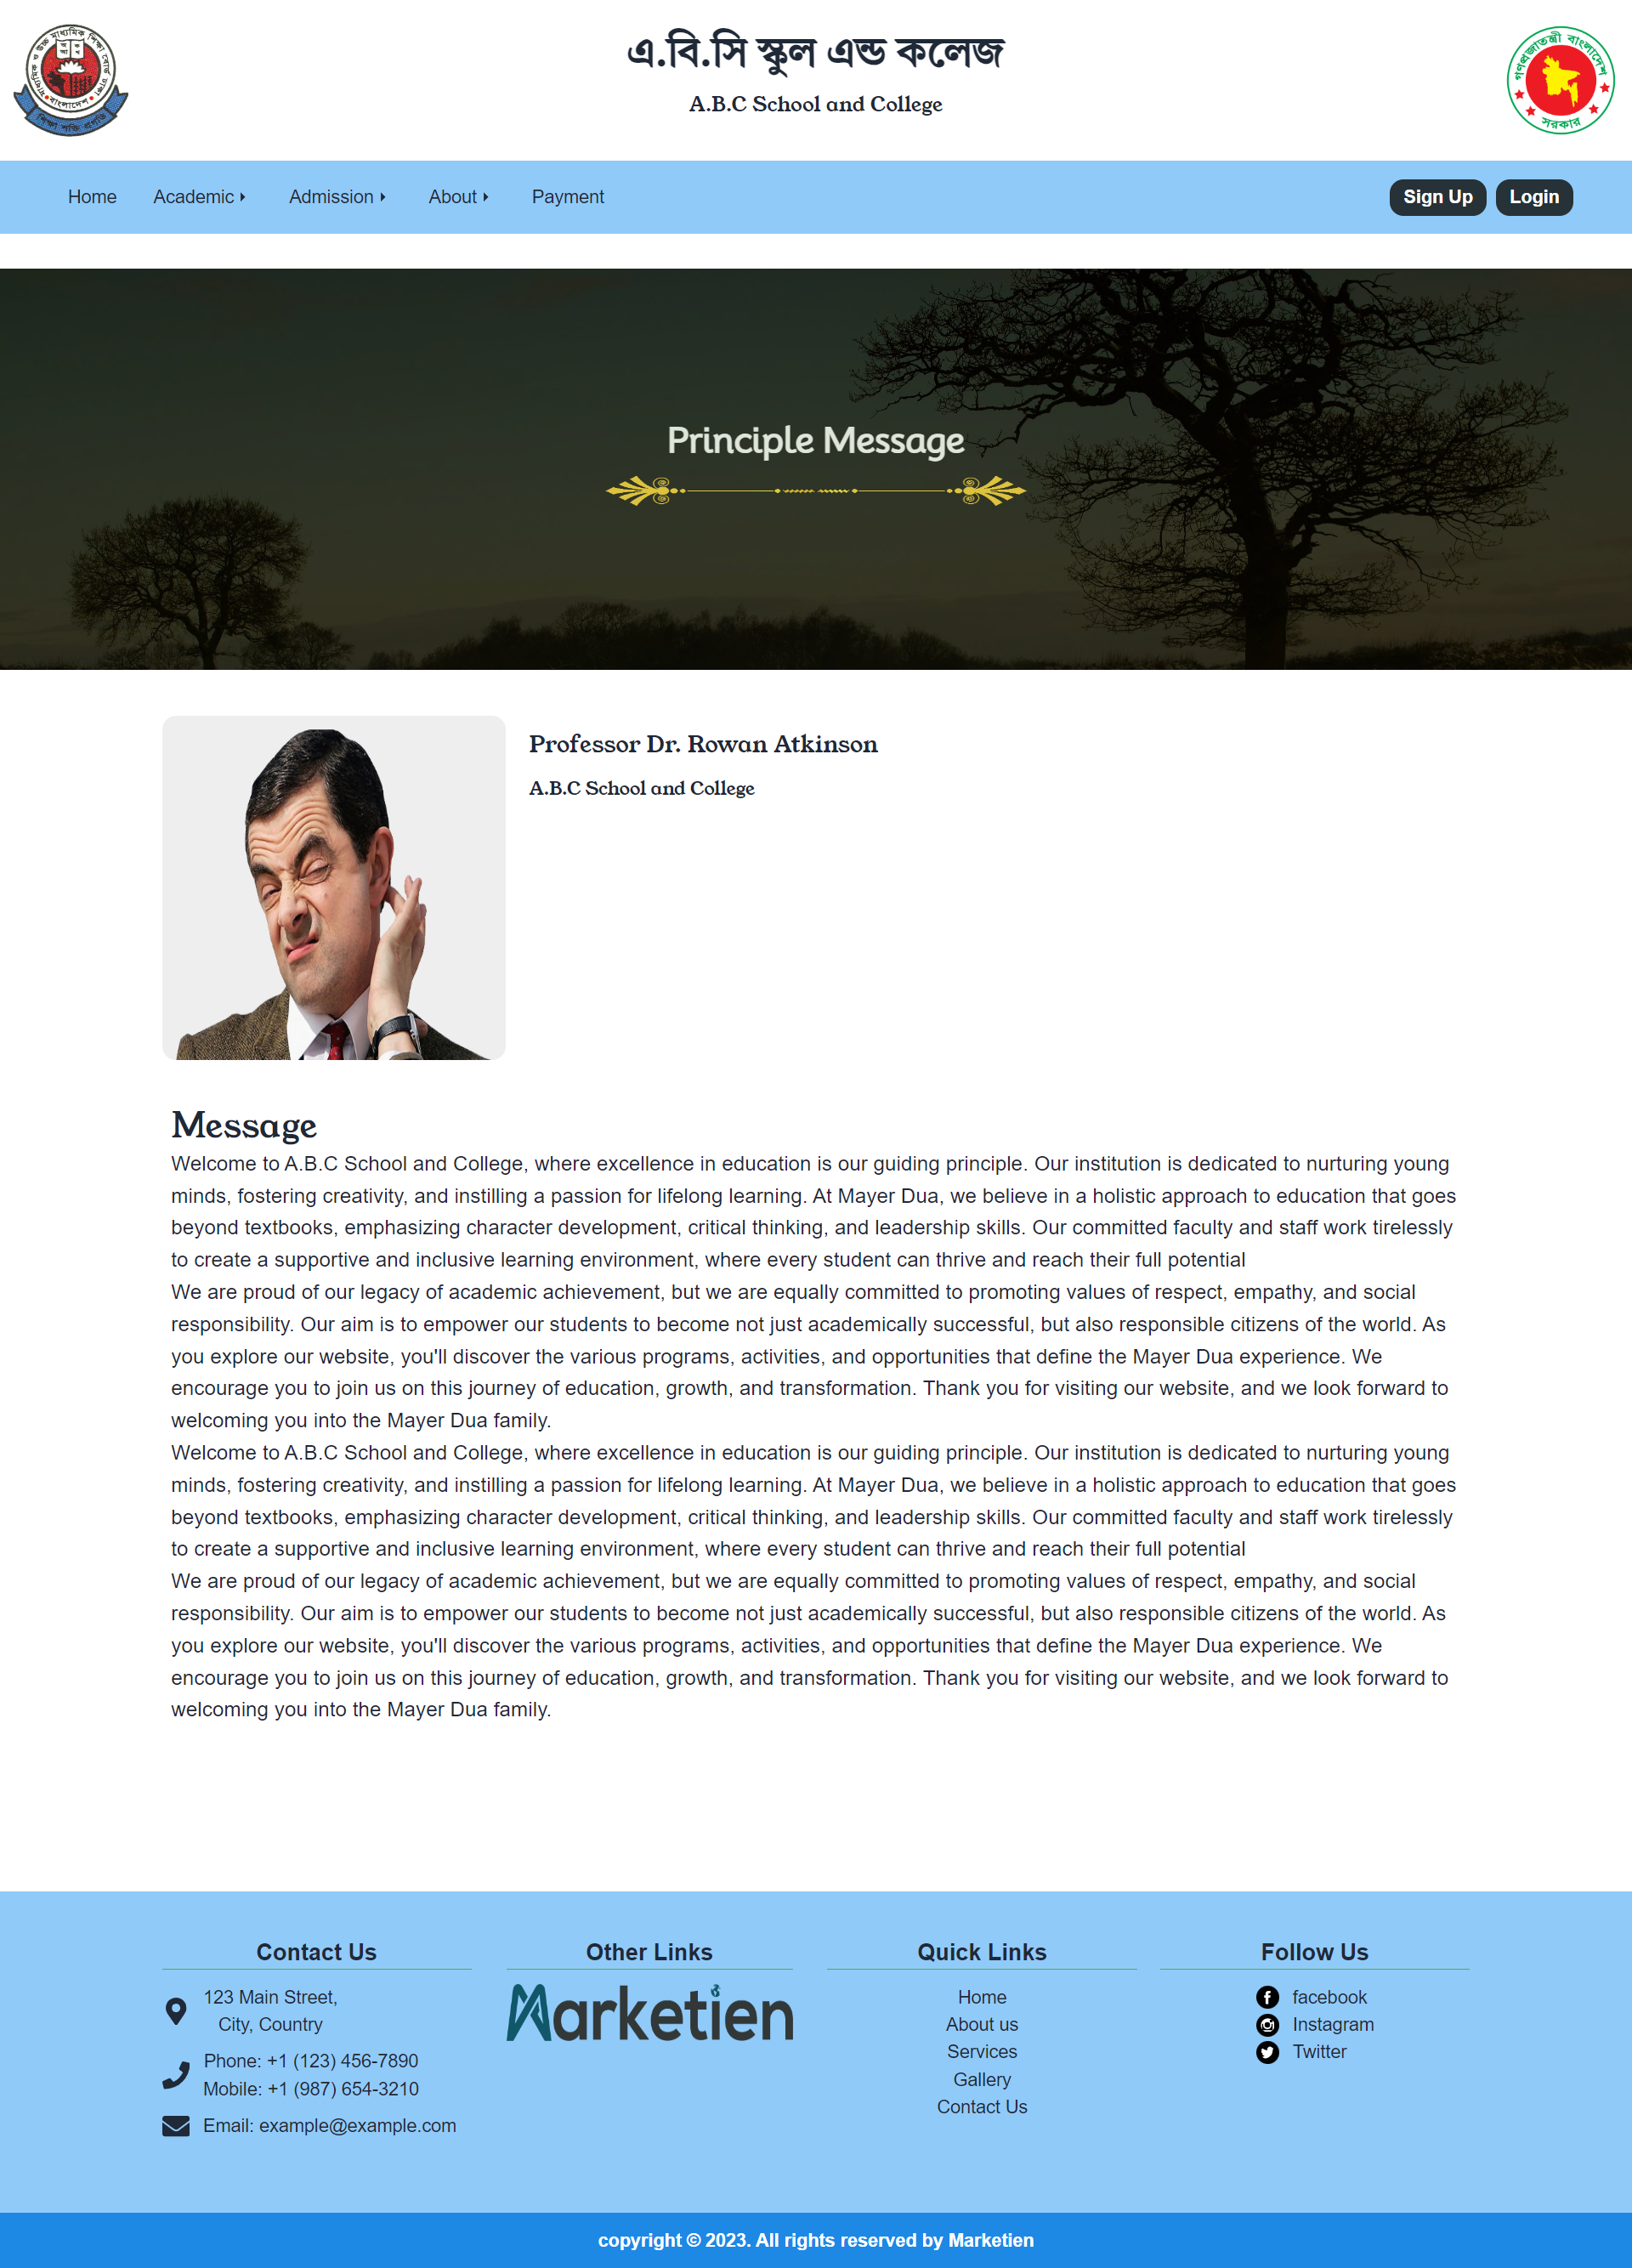 মাধ্যমিক ও উচ্চ মাধ্যমিক শিক্ষা বোর্ড ঢাকা
বাংলাদেশ
শিক্ষা শক্তি প্রগতি
এ.বি.সি স্কুল এন্ড কলেজ
A.B.C School and College
গণপ্রজাতন্ত্রী বাংলাদেশ
সরকার
Home Academic Admission About Payment Sign Up Login
Principle Message
Professor Dr. Rowan Atkinson
A.B.C School and College
Message
Welcome to A.B.C School and College, where excellence in education is our guiding principle. Our institution is dedicated to nurturing young
minds, fostering creativity, and instilling a passion for lifelong learning. At Mayer Dua, we believe in a holistic approach to education that goes
beyond textbooks, emphasizing character development, critical thinking, and leadership skills. Our committed faculty and staff work tirelessly
to create a supportive and inclusive learning environment, where every student can thrive and reach their full potential
We are proud of our legacy of academic achievement, but we are equally committed to promoting values of respect, empathy, and social
responsibility. Our aim is to empower our students to become not just academically successful, but also responsible citizens of the world. As
you explore our website, you'll discover the various programs, activities, and opportunities that define the Mayer Dua experience. We
encourage you to join us on this journey of education, growth, and transformation. Thank you for visiting our website, and we look forward to
welcoming you into the Mayer Dua family.
Welcome to A.B.C School and College, where excellence in education is our guiding principle. Our institution is dedicated to nurturing young
minds, fostering creativity, and instilling a passion for lifelong learning. At Mayer Dua, we believe in a holistic approach to education that goes
beyond textbooks, emphasizing character development, critical thinking, and leadership skills. Our committed faculty and staff work tirelessly
to create a supportive and inclusive learning environment, where every student can thrive and reach their full potential
We are proud of our legacy of academic achievement, but we are equally committed to promoting values of respect, empathy, and social
responsibility. Our aim is to empower our students to become not just academically successful, but also responsible citizens of the world. As
you explore our website, you'll discover the various programs, activities, and opportunities that define the Mayer Dua experience. We
encourage you to join us on this journey of education, growth, and transformation. Thank you for visiting our website, and we look forward to
welcoming you into the Mayer Dua family.
Contact Us
123 Main Street,
City, Country
Phone: +1 (123) 456-7890
Mobile: +1 (987) 654-3210
Email: example@example.com
Other Links
Marketien
Quick Links
Home
About us
Services
Gallery
Contact Us
Follow Us
facebook
Instagram
Twitter
copyright © 2023. All rights reserved by Marketien